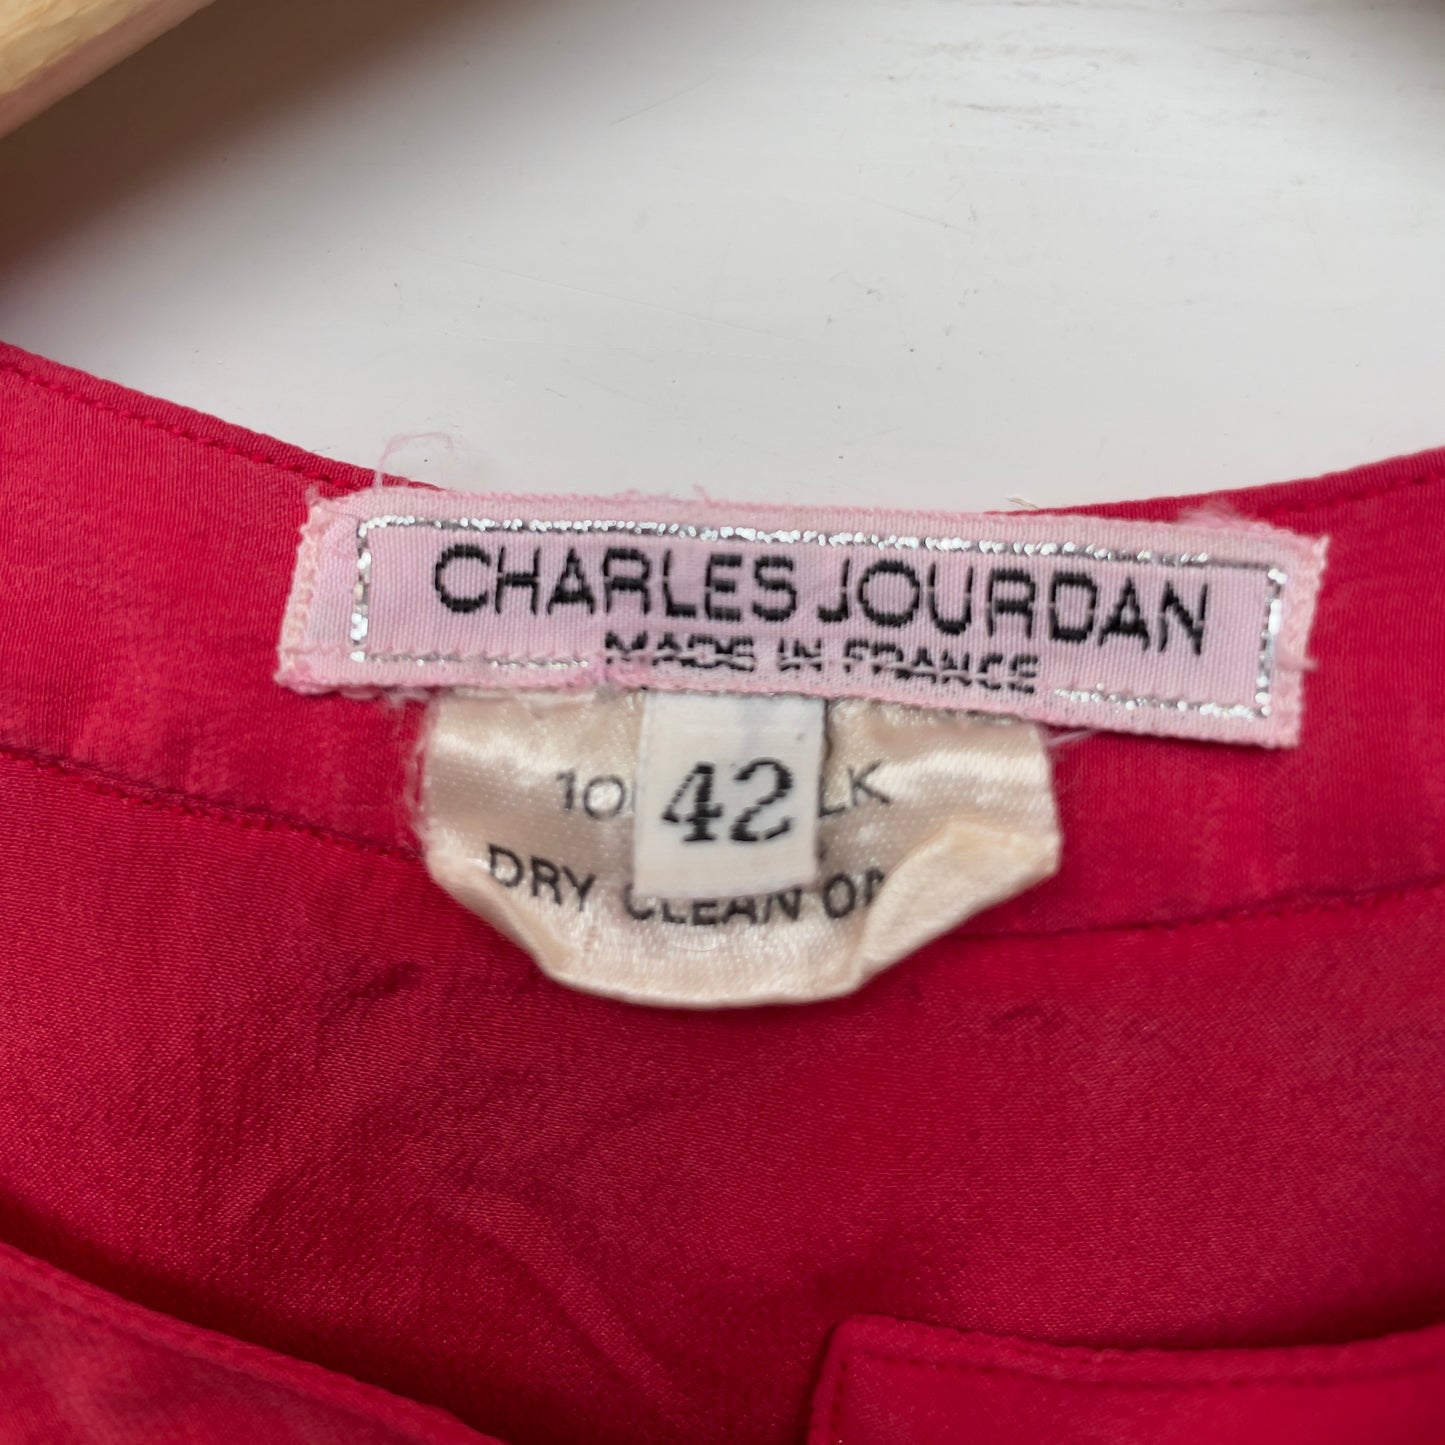 CHARLES JOURDAN
MADE IN FRANCE
42
DRY CLEAN